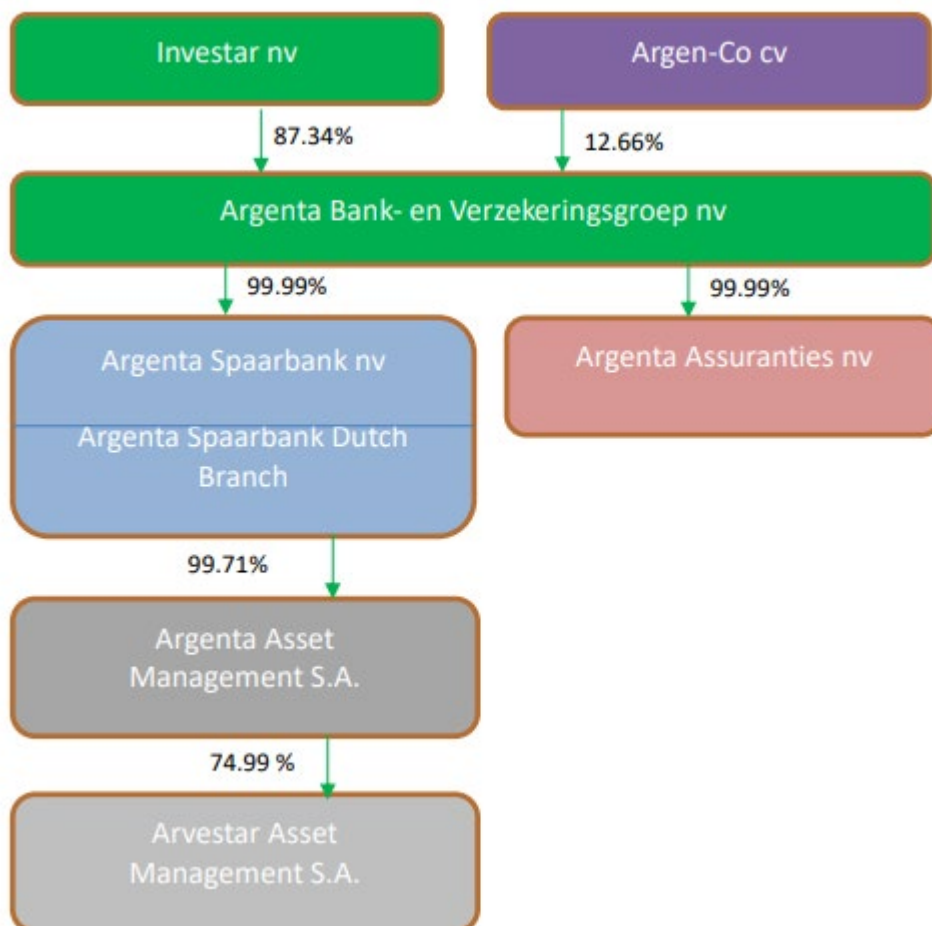 Investar nv
Argen-Co cv
87.34%
12.66%
Argenta Bank- en Verzekeringsgroep nv
99.99%
99.99%
Argenta Spaarbank nv
Argenta Assuranties nv
Argenta Spaarbank Dutch
Branch
99.71%
Argenta Asset
Management S.A.
74.99 %
Arvestar Asset
Management S.A.